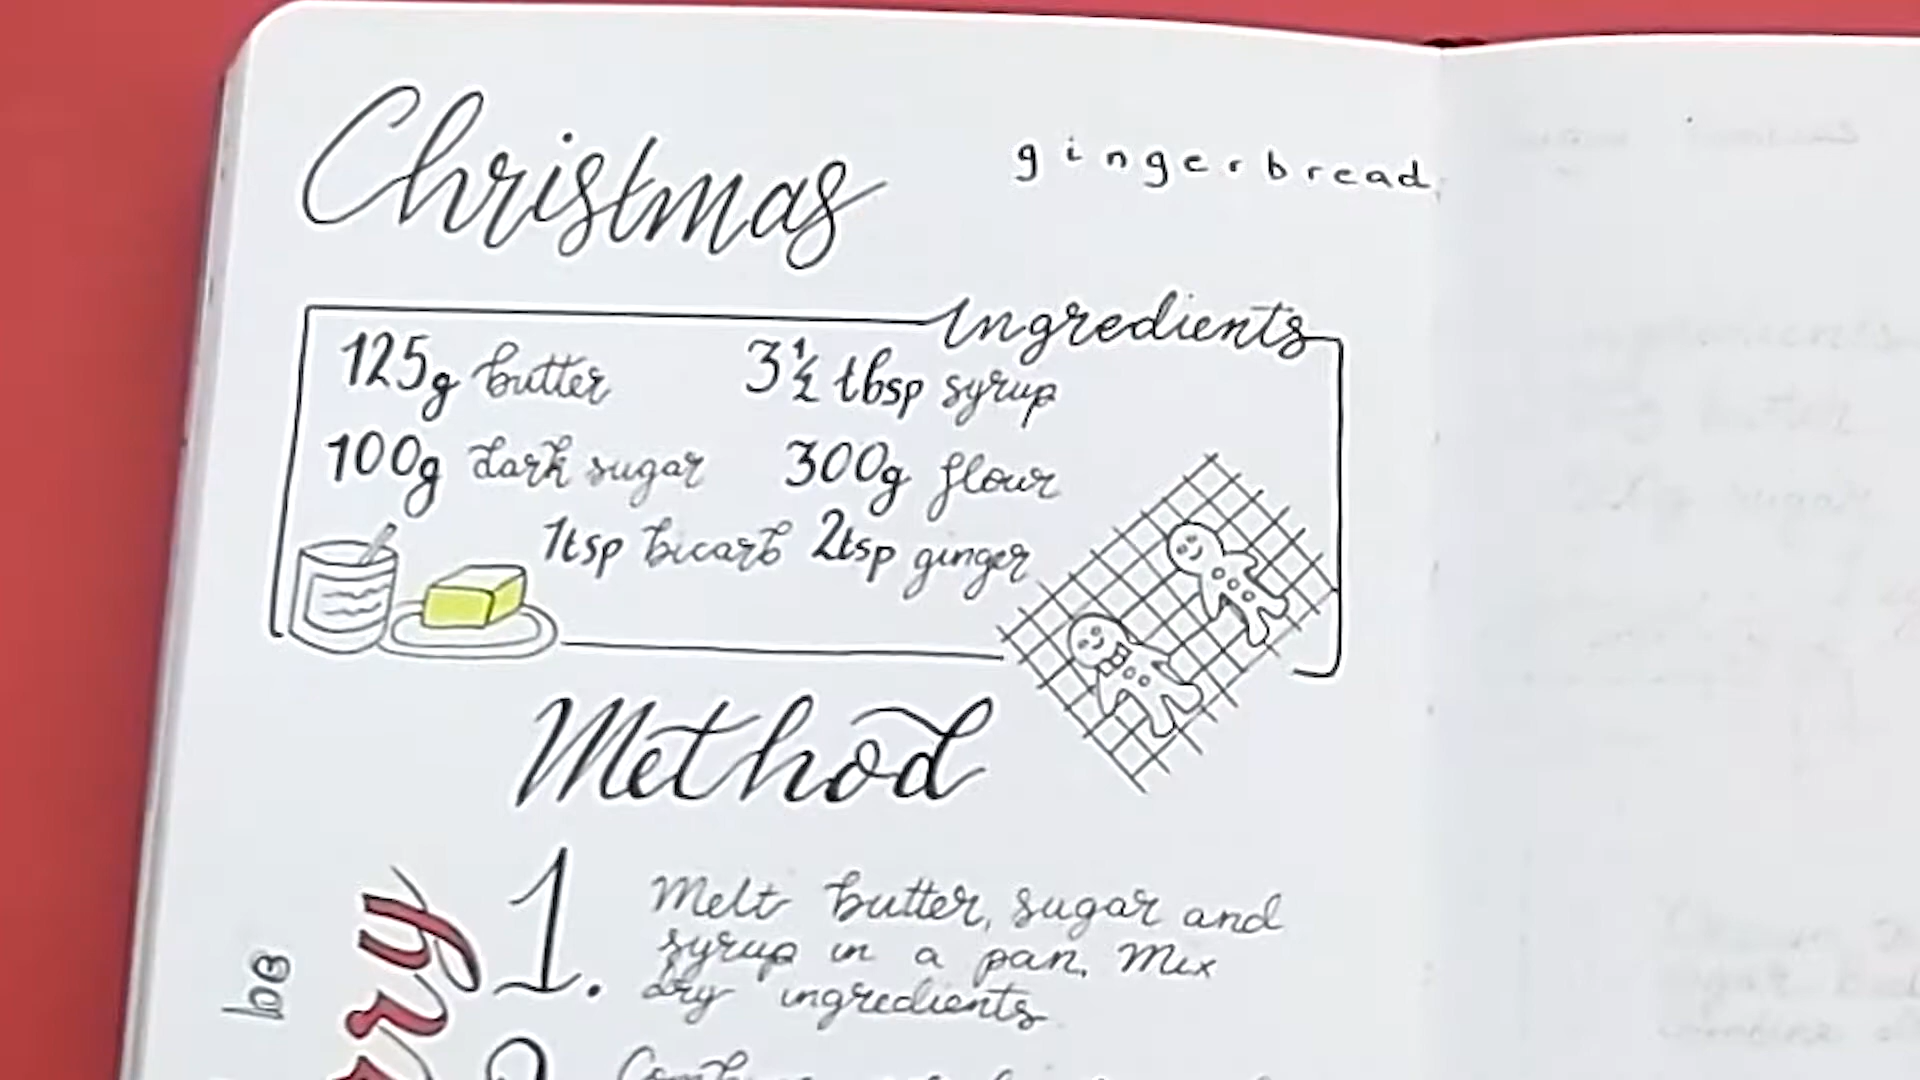 Christmas
gingerbread
Ingredients
125g butter 3½ tbsp syrup
100g dark sugar 300g flour
1tsp bicarb 2tsp ginger
Method
1. Melt butter, sugar and
syrup in a pan. Mix
dry ingredients
be